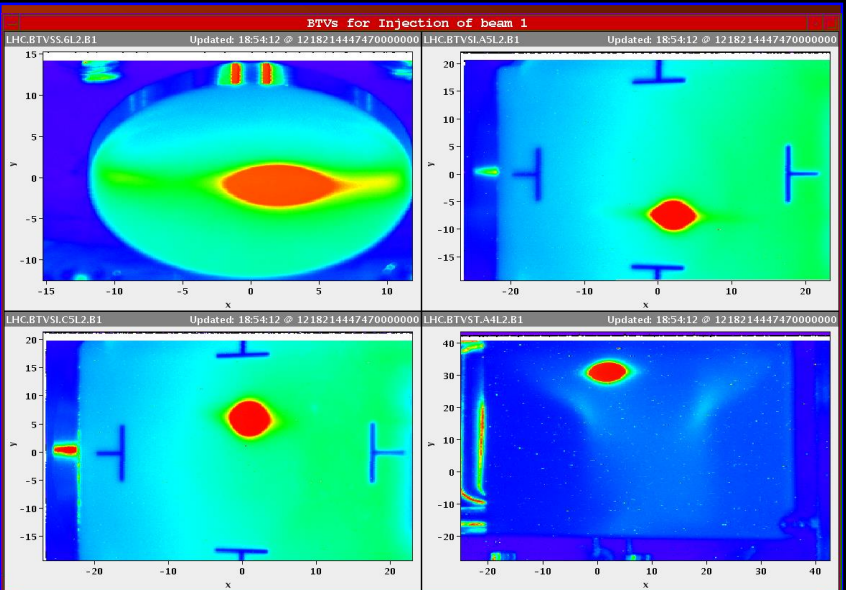 BTVs for Injection of beam 1
LHC.BTVSS.6L2.B1 Updated: 18:54:12 @ 1218214447470000000
15
10
5
0
-5
-10
y
-15 -10 -5 0 5 10
x
LHC.BTVSI.A5L2.B1 Updated: 18:54:12 @ 1218214447470000000
20
15
10
5
0
-5
-10
-15
y
-20 -10 0 10 20
x
LHC.BTVSI.C5L2.B1 Updated: 18:54:12 @ 1218214447470000000
20
15
10
5
0
-5
-10
-15
y
-20 -10 0 10 20
x
LHC.BTVST.A4L2.B1 Updated: 18:54:12 @ 1218214447470000000
40
30
20
10
0
-10
-20
y
-20 -10 0 10 20 30 40
x